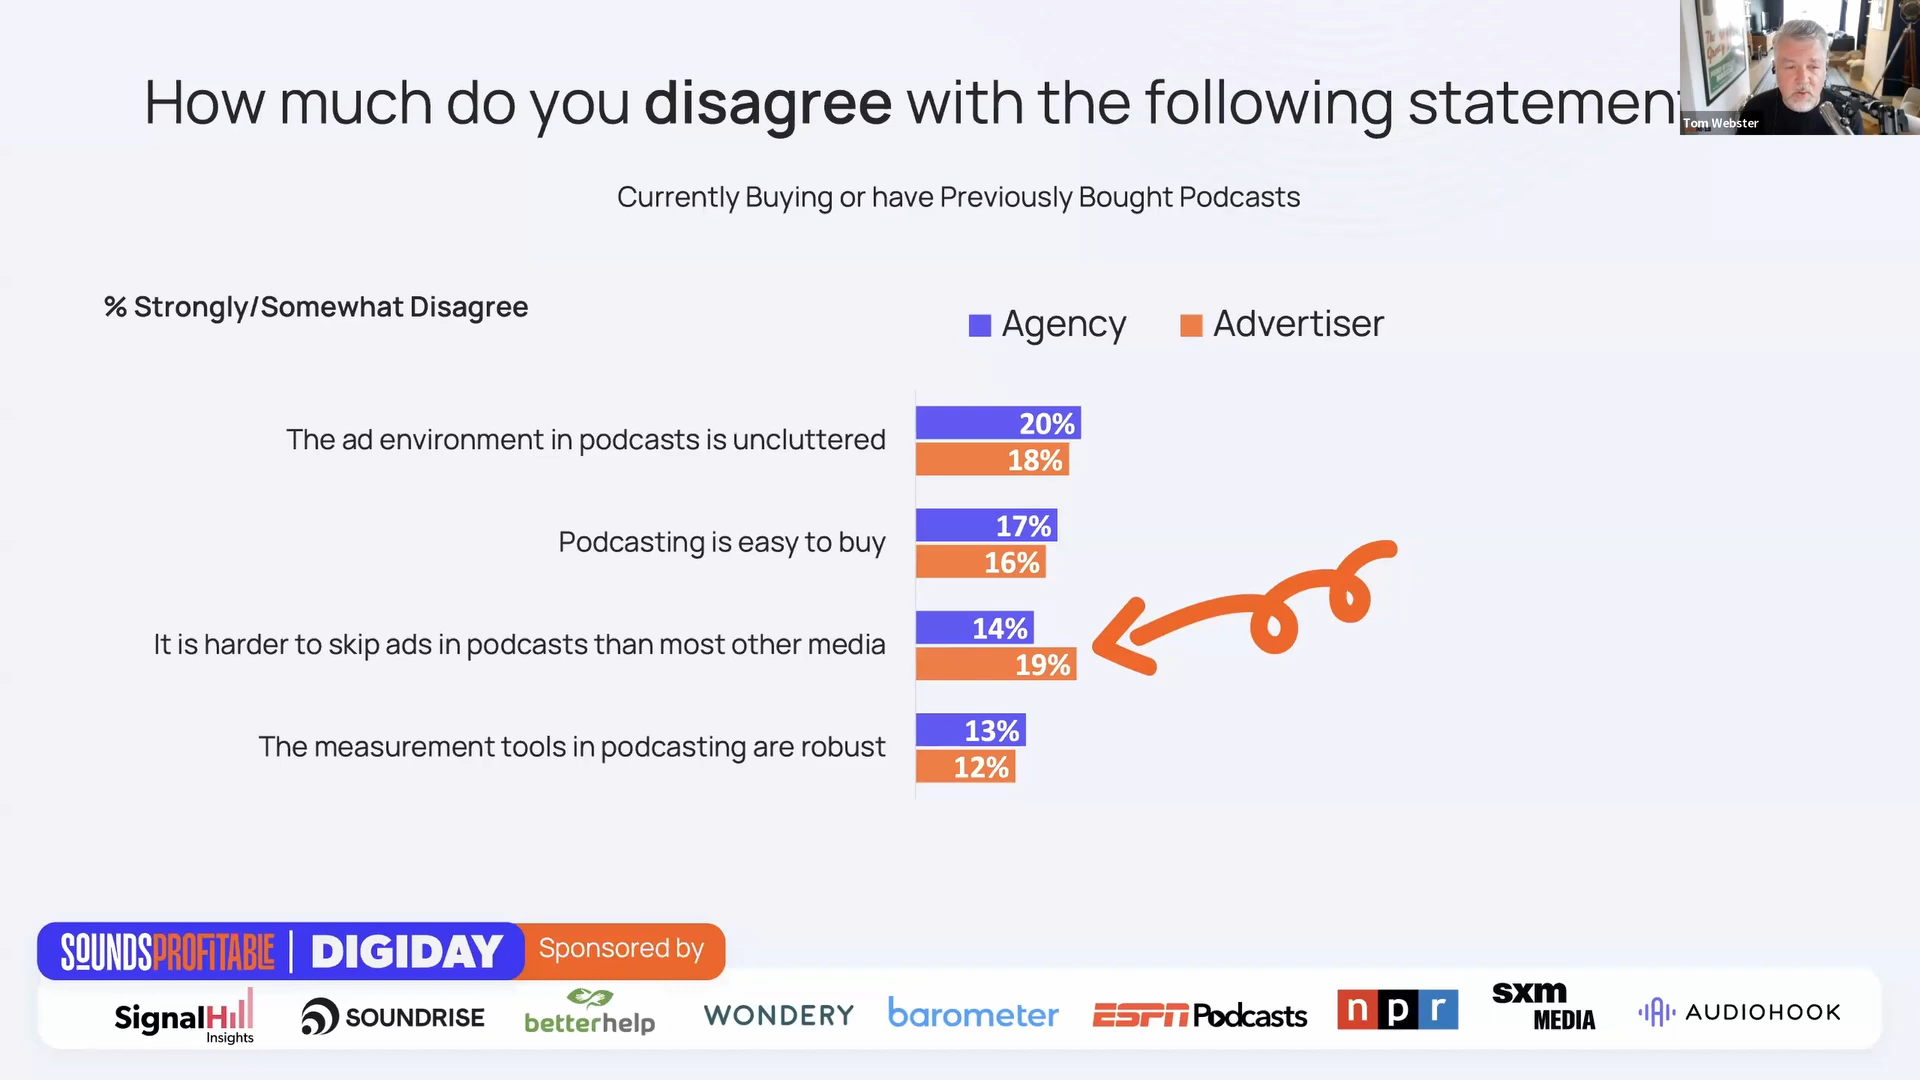 How much do you disagree with the following statement
Tom Webster
Currently Buying or have Previously Bought Podcasts
% Strongly/Somewhat Disagree
Agency
Advertiser
The ad environment in podcasts is uncluttered
20%
18%
Podcasting is easy to buy
17%
16%
It is harder to skip ads in podcasts than most other media
14%
19%
The measurement tools in podcasting are robust
13%
12%
SOUNDSPROFITABLE | DIGIDAY
Sponsored by
SignalHill Insights
SOUNDRISE
betterhelp
WONDERY
barometer
ESPN Podcasts
npr
sxm MEDIA
AUDIOHOOK